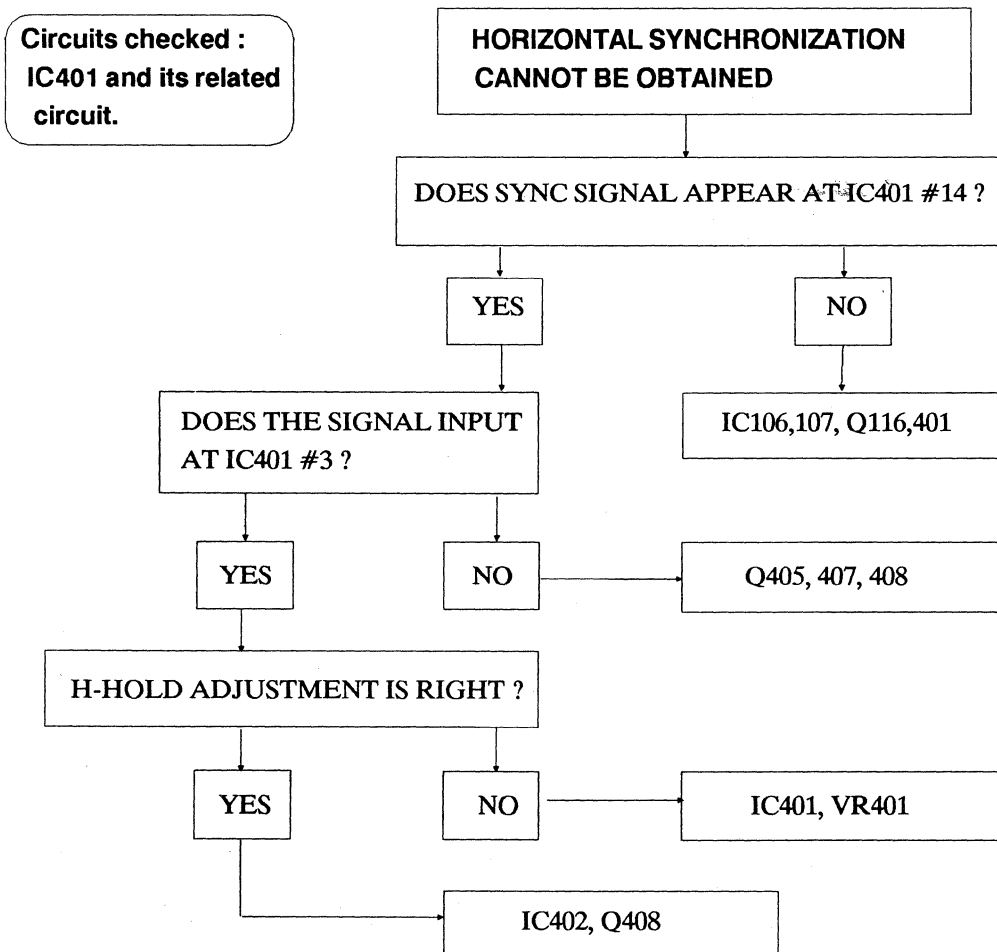 Circuits checked :
IC401 and its related
circuit.
HORIZONTAL SYNCHRONIZATION
CANNOT BE OBTAINED
DOES SYNC SIGNAL APPEAR AT IC401 #14 ?
YES
NO
DOES THE SIGNAL INPUT
AT IC401 #3 ?
IC106,107, Q116,401
YES
NO
Q405, 407, 408
H-HOLD ADJUSTMENT IS RIGHT ?
YES
NO
IC401, VR401
IC402, Q408